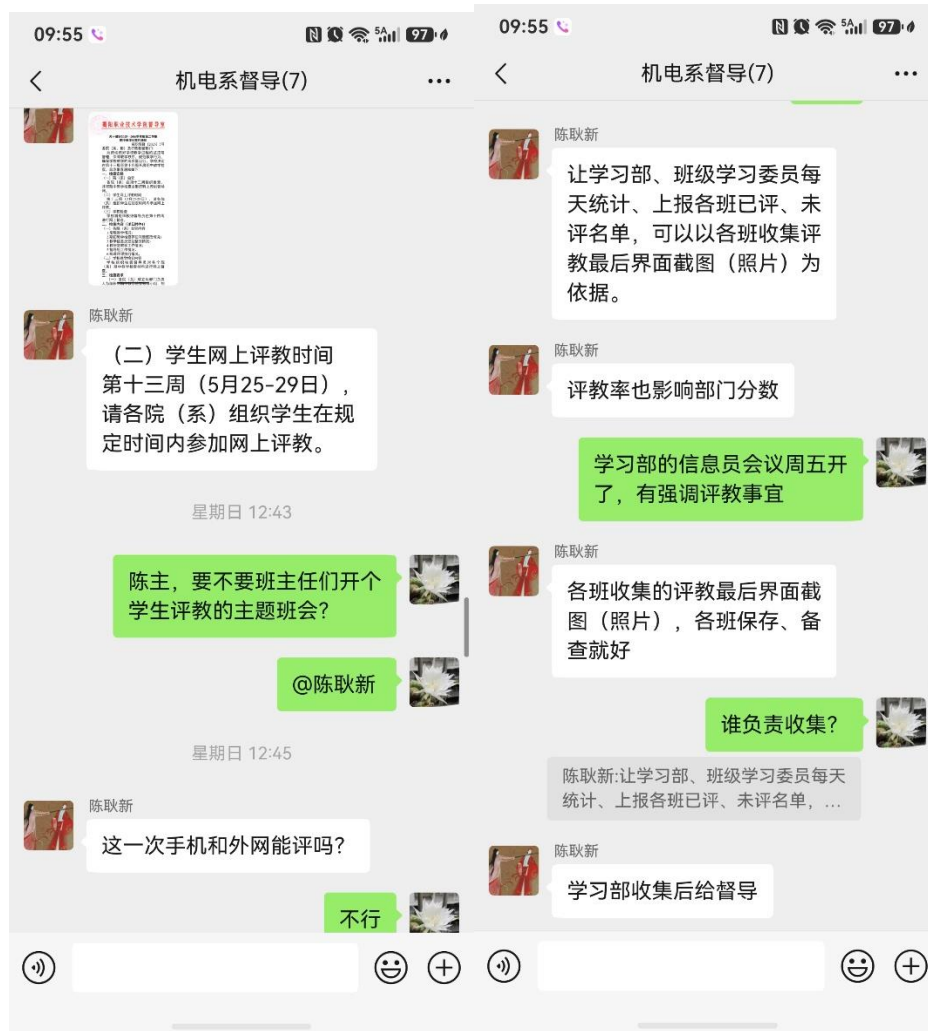 09:55
5A
97
机电系督导(7)
陈耿新
(二)学生网上评教时间
第十三周(5月25-29日),
请各院(系)组织学生在规
定时间内参加网上评教。
星期日 12:43
陈主,要不要班主任们开个
学生评教的主题班会?
@陈耿新
星期日 12:45
陈耿新
这一次手机和外网能评吗?
不行
09:55
5A
97
机电系督导(7)
陈耿新
让学习部、班级学习委员每
天统计、上报各班已评、未
评名单,可以以各班收集评
教最后界面截图(照片)为
依据。
陈耿新
评教率也影响部门分数
学习部的信息员会议周五开
了,有强调评教事宜
陈耿新
各班收集的评教最后界面截
图(照片),各班保存、备
查就好
谁负责收集?
陈耿新:让学习部、班级学习委员每天
统计、上报各班已评、未评名单,...
陈耿新
学习部收集后给督导